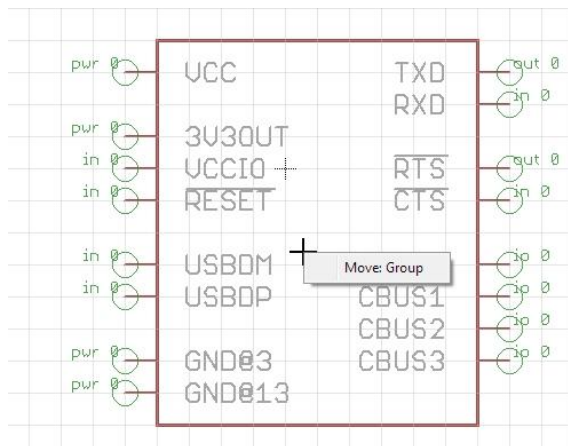 pwr 0 VCC TXD out 0
RXD in 0
pwr 0 3V3OUT
in 0 VCCIO RTS out 0
in 0 RESET CTS in 0
in 0 USBDM io 0
Move: Group
in 0 USBDP CBUS1 io 0
CBUS2 io 0
pwr 0 GND@3 CBUS3 io 0
pwr 0 GND@13